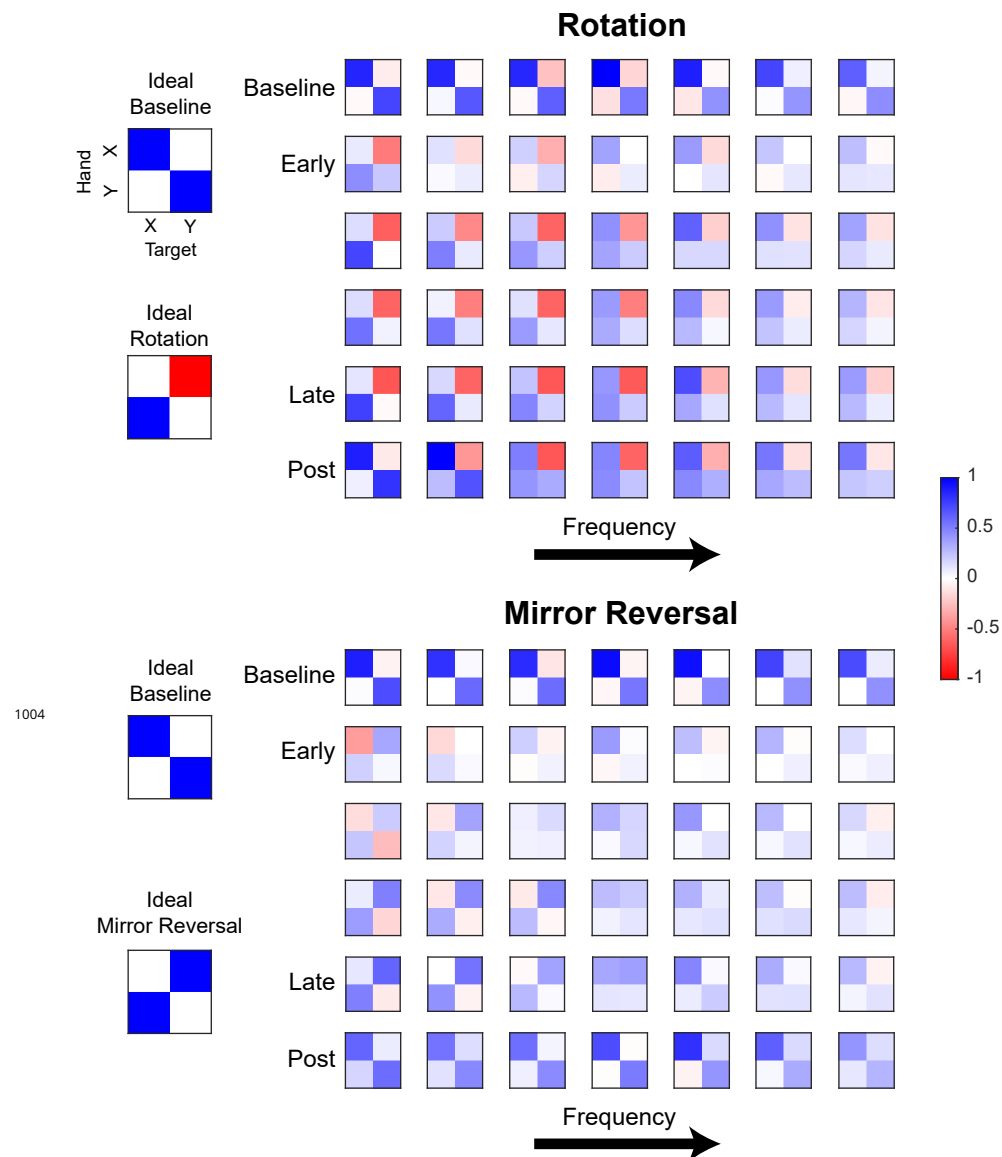 Rotation
Ideal
Baseline
Hand
X
Y
X Y
Target
Ideal
Rotation
Baseline
Early
Late
Post
Frequency
1
0.5
0
-0.5
-1
Mirror Reversal
1004
Ideal
Baseline
Ideal
Mirror Reversal
Baseline
Early
Late
Post
Frequency